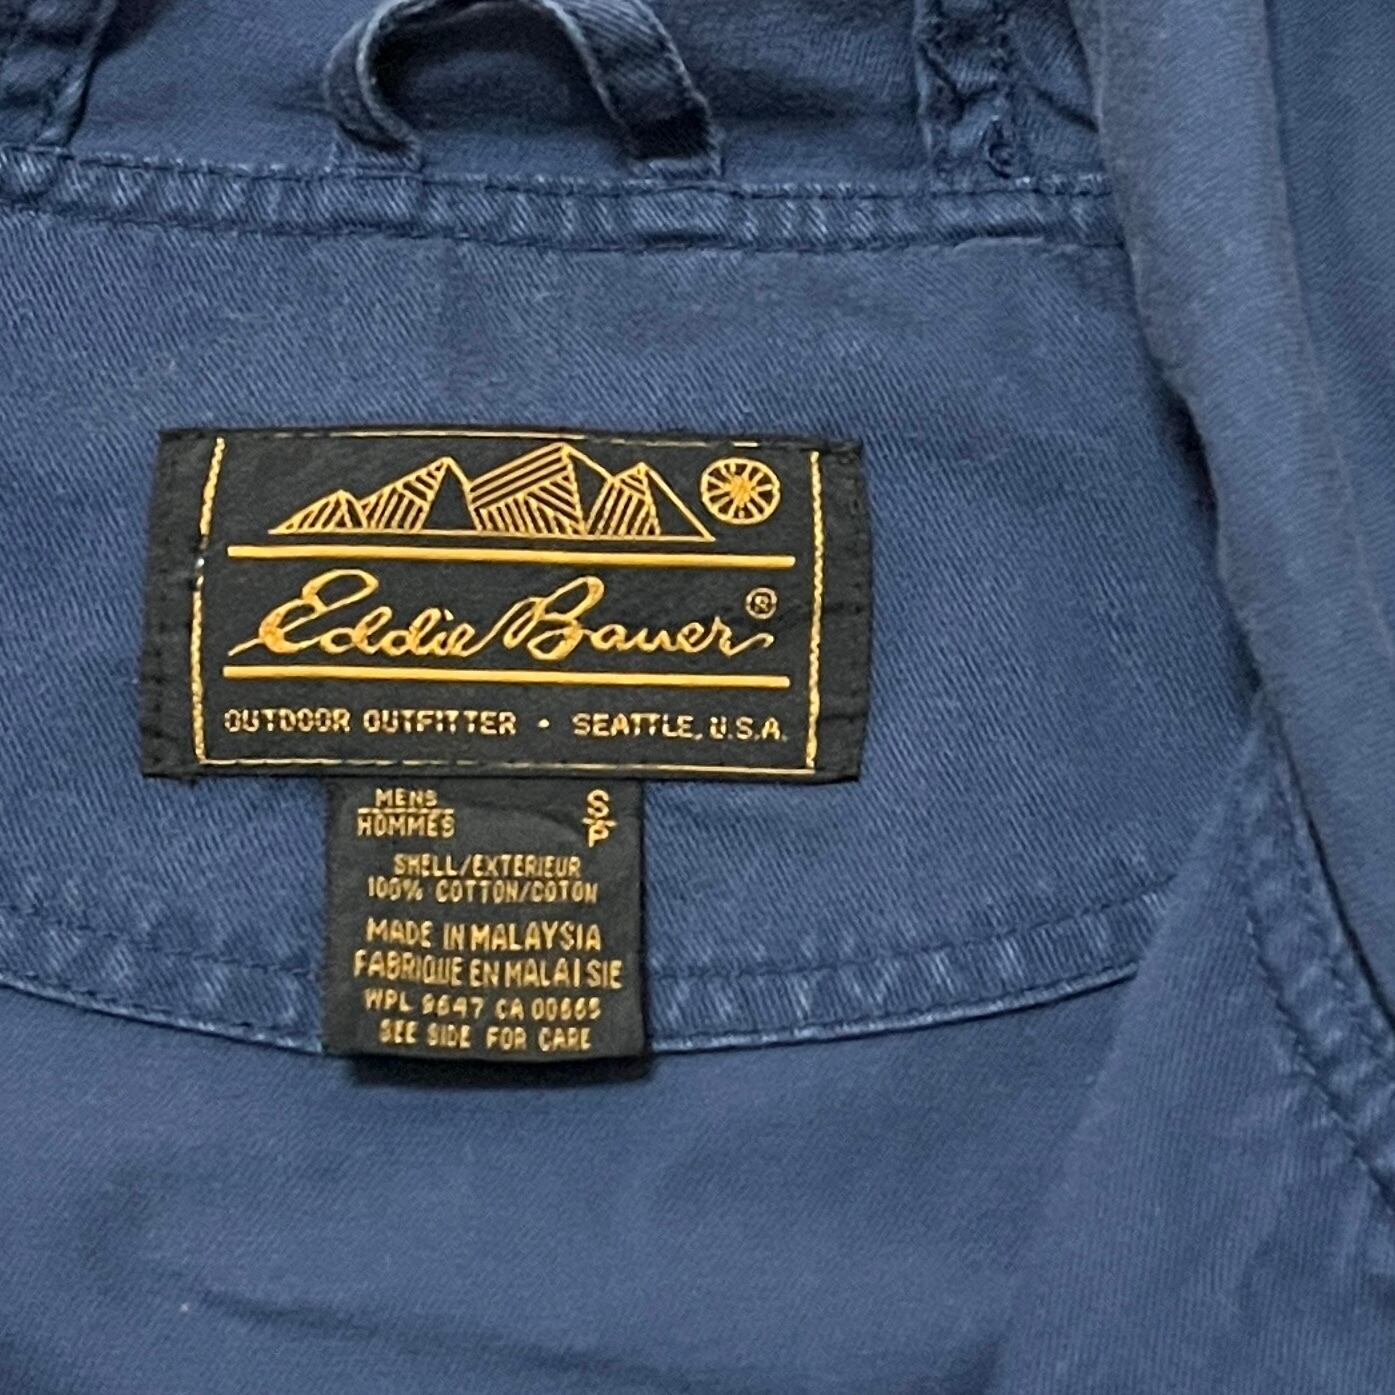 Eddie Bauer®
OUTDOOR OUTFITTER • SEATTLE, U.S.A.
MENS
HOMMES
S
P
SHELL/EXTERIEUR
100% COTTON/COTON
MADE IN MALAYSIA
FABRIQUE EN MALAISIE
WPL 9647 CA 00665
SEE SIDE FOR CARE